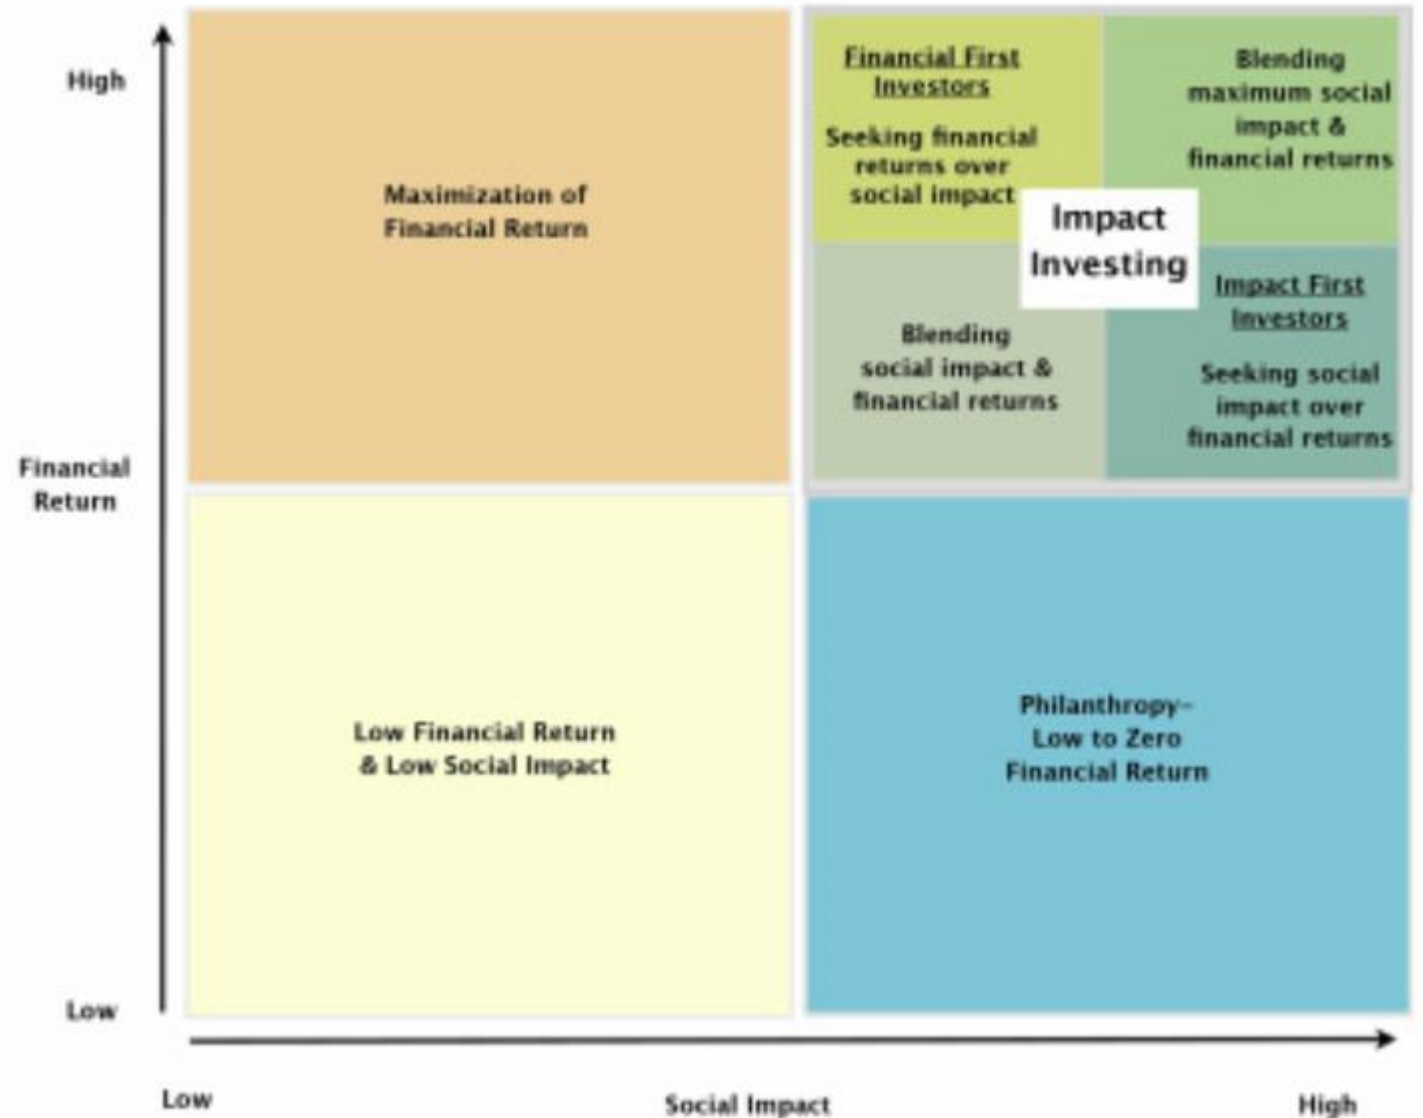 High
Maximization of
Financial Return
Financial First
Investors
Seeking financial
returns over
social impact
Blending
maximum social
impact &
financial returns
Impact
Investing
Blending
social impact &
financial returns
Impact First
Investors
Seeking social
impact over
financial returns
Financial
Return
Low Financial Return
& Low Social Impact
Philanthropy-
Low to Zero
Financial Return
Low
Low
Social Impact
High